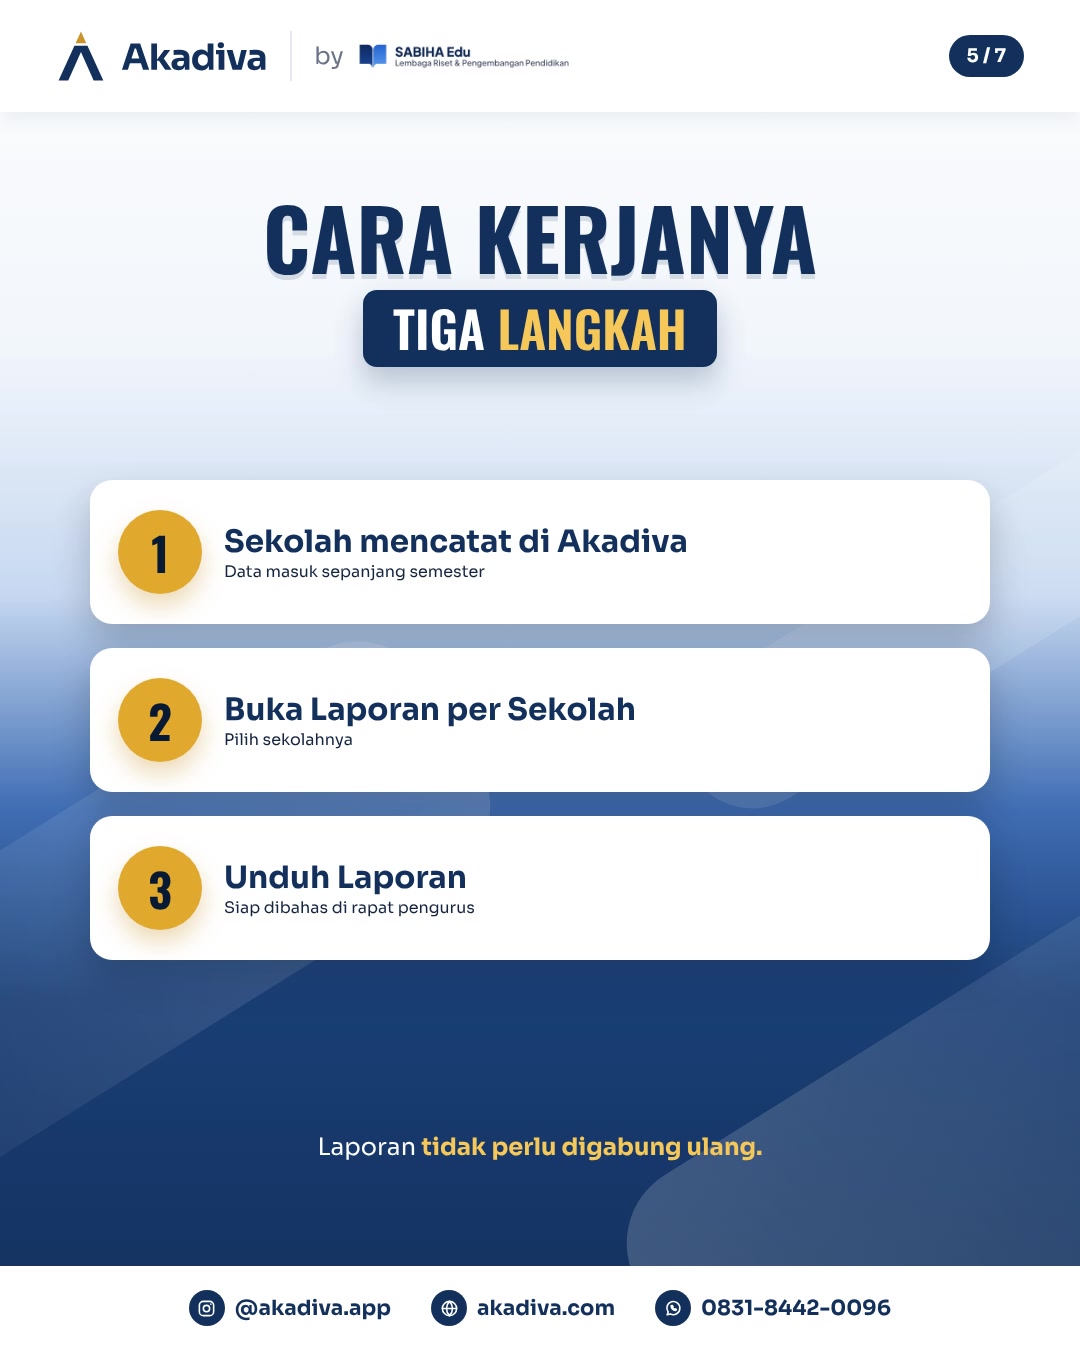 Akadiva
by
SABIHA Edu
Lembaga Riset & Pengembangan Pendidikan
5 / 7
CARA KERJANYA
TIGA LANGKAH
1
Sekolah mencatat di Akadiva
Data masuk sepanjang semester
2
Buka Laporan per Sekolah
Pilih sekolahnya
3
Unduh Laporan
Siap dibahas di rapat pengurus
Laporan tidak perlu digabung ulang.
@akadiva.app
akadiva.com
0831-8442-0096